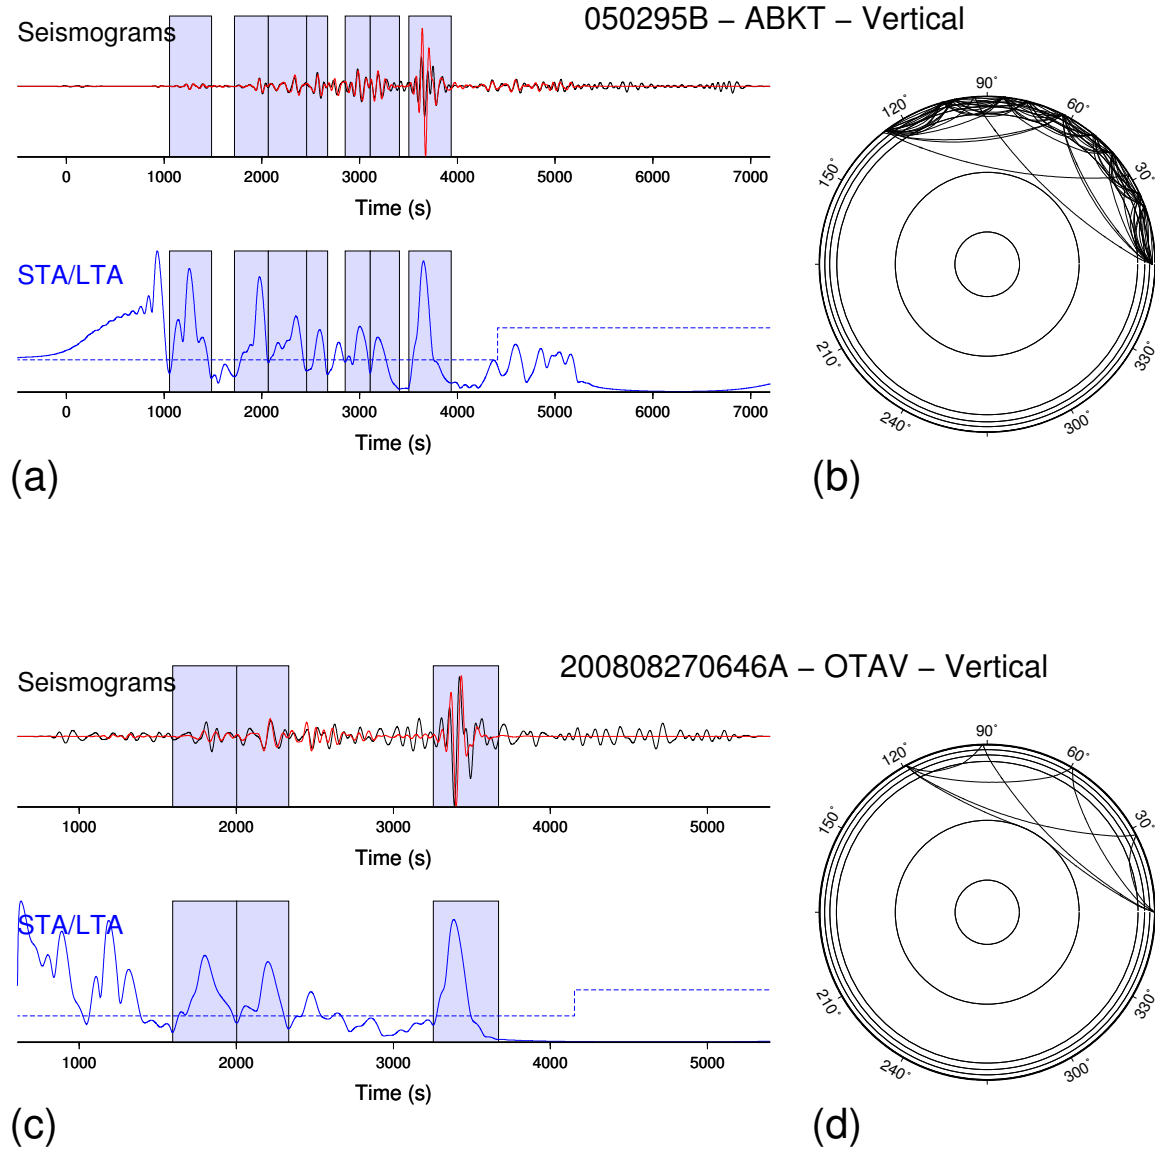 050295B − ABKT − Vertical
Seismograms
0 1000 2000 3000 4000 5000 6000 7000
Time (s)
STA/LTA
0 1000 2000 3000 4000 5000 6000 7000
Time (s)
(a)
90˚
60˚
30˚
330˚
300˚
240˚
210˚
150˚
120˚
(b)
200808270646A − OTAV − Vertical
Seismograms
1000 2000 3000 4000 5000
Time (s)
STA/LTA
1000 2000 3000 4000 5000
Time (s)
(c)
90˚
60˚
30˚
330˚
300˚
240˚
210˚
150˚
120˚
(d)